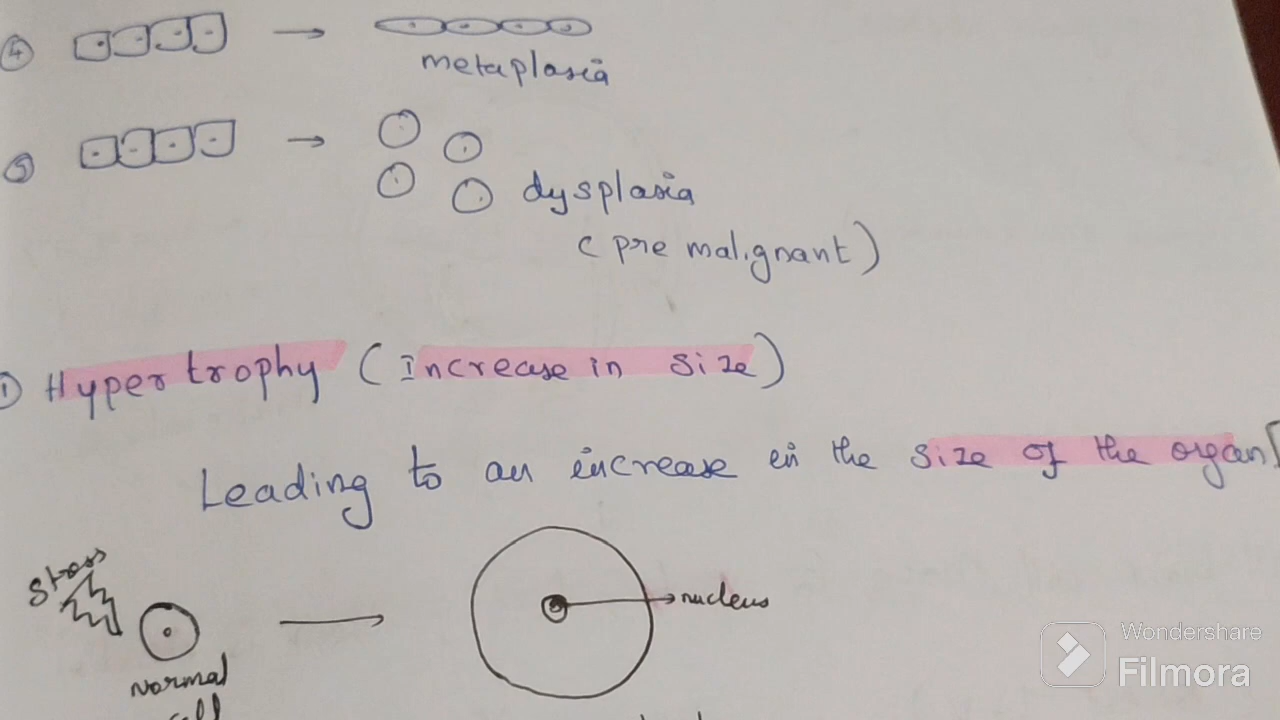 ④ → metaplasia
⑤ → dysplasia
(pre malignant)
① Hypertrophy (Increase in size)
Leading to an increase in the size of the organ
Stress
→
→ nucleus
Normal
cell
Wondershare
Filmora